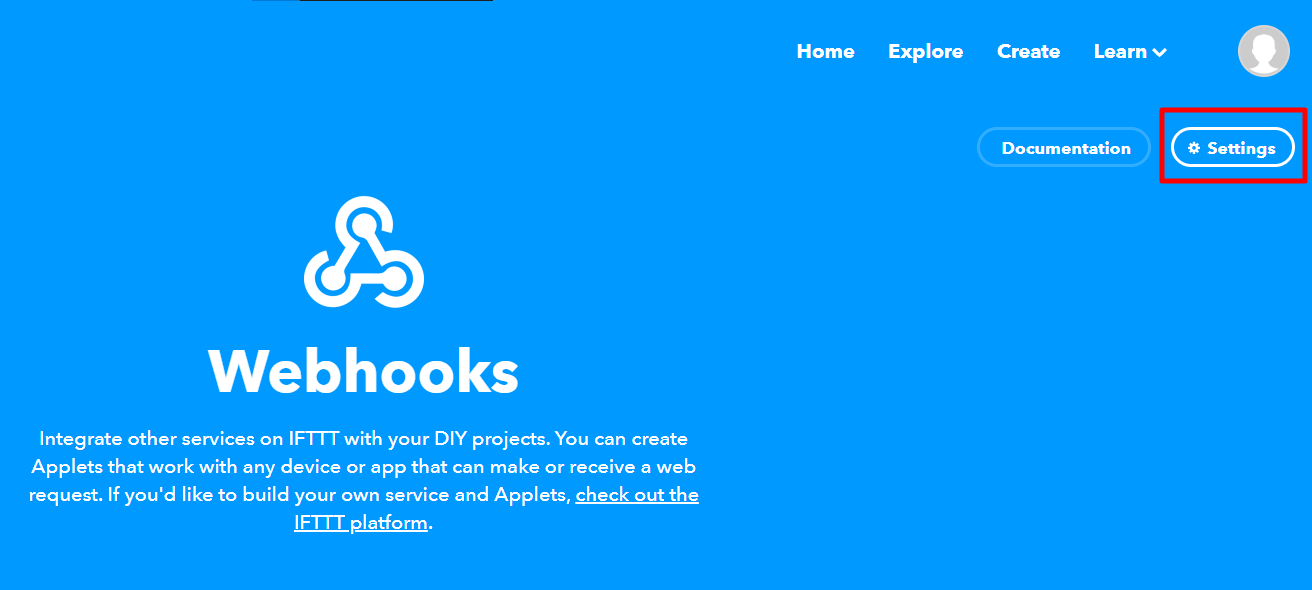 Home Explore Create Learn
Documentation Settings
Webhooks
Integrate other services on IFTTT with your DIY projects. You can create
Applets that work with any device or app that can make or receive a web
request. If you'd like to build your own service and Applets, check out the
IFTTT platform.